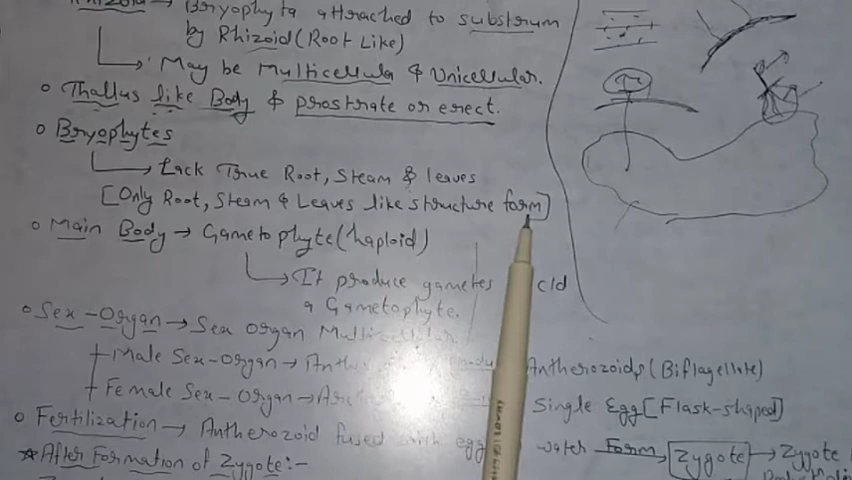 Rhizoid → Bryophyta attrached to substrum
by Rhizoid (Root Like)
→ May be Multicellula & Unicellular.
Thallus like Body & prostrate or erect.
Bryophytes
→ Lack True Root, Steam & leaves
[Only Root, Steam & Leaves like structure form]
Main Body → Gametophyte (haploid)
→ It produce gametes c/d
a Gametophyte.
Sex-Organ → Sex Organ Multicellular.
Male Sex-Organ → Antherozoids (Biflagellate)
Female Sex-Organ → Single Egg [Flask-shaped]
Fertilization → Antherozoid fused with egg water Form → Zygote → Zygote
*After Formation of Zygote:-